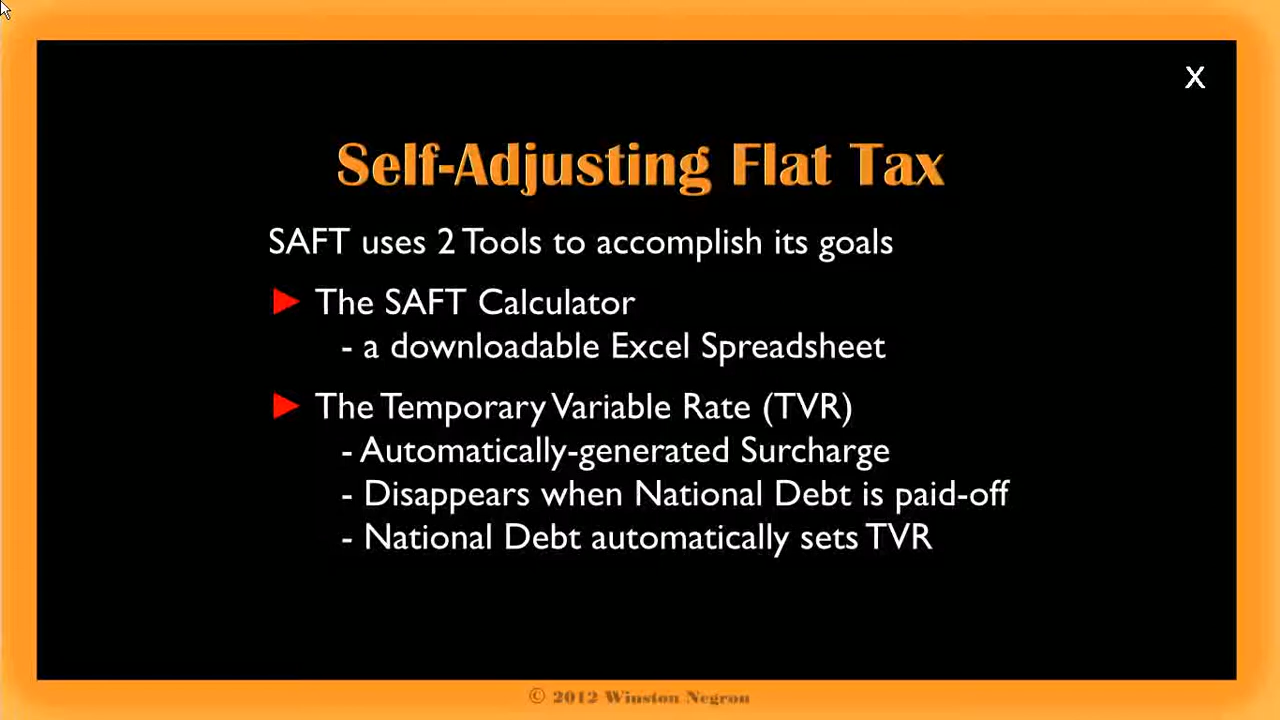 X
Self-Adjusting Flat Tax
SAFT uses 2 Tools to accomplish its goals
► The SAFT Calculator
- a downloadable Excel Spreadsheet
► The Temporary Variable Rate (TVR)
- Automatically-generated Surcharge
- Disappears when National Debt is paid-off
- National Debt automatically sets TVR
© 2012 Winston Negron